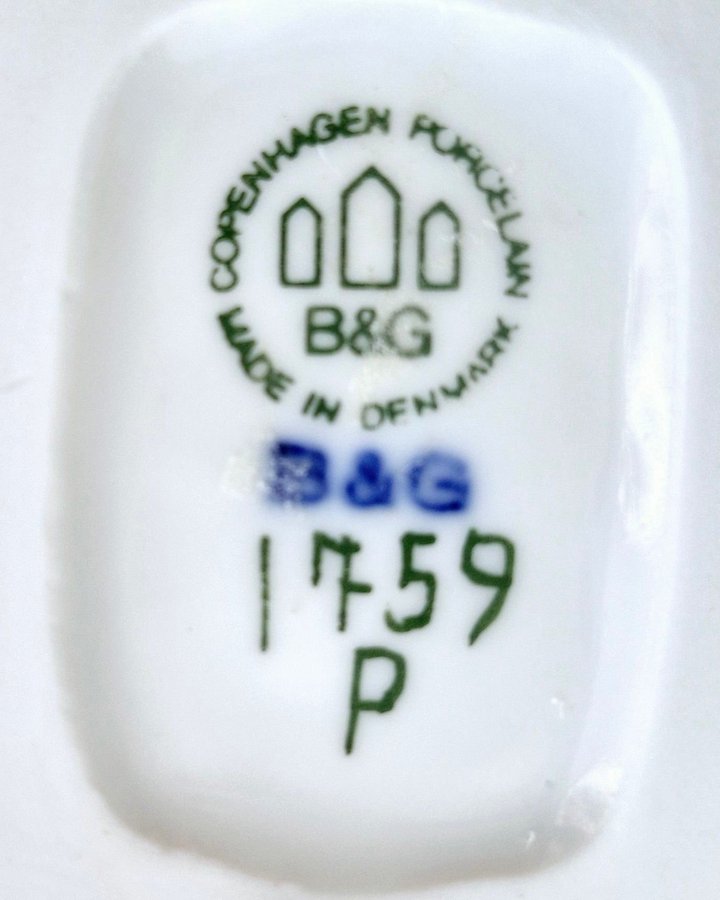 COPENHAGEN PORCELAIN
B&G
MADE IN DENMARK
B&G
1759
P